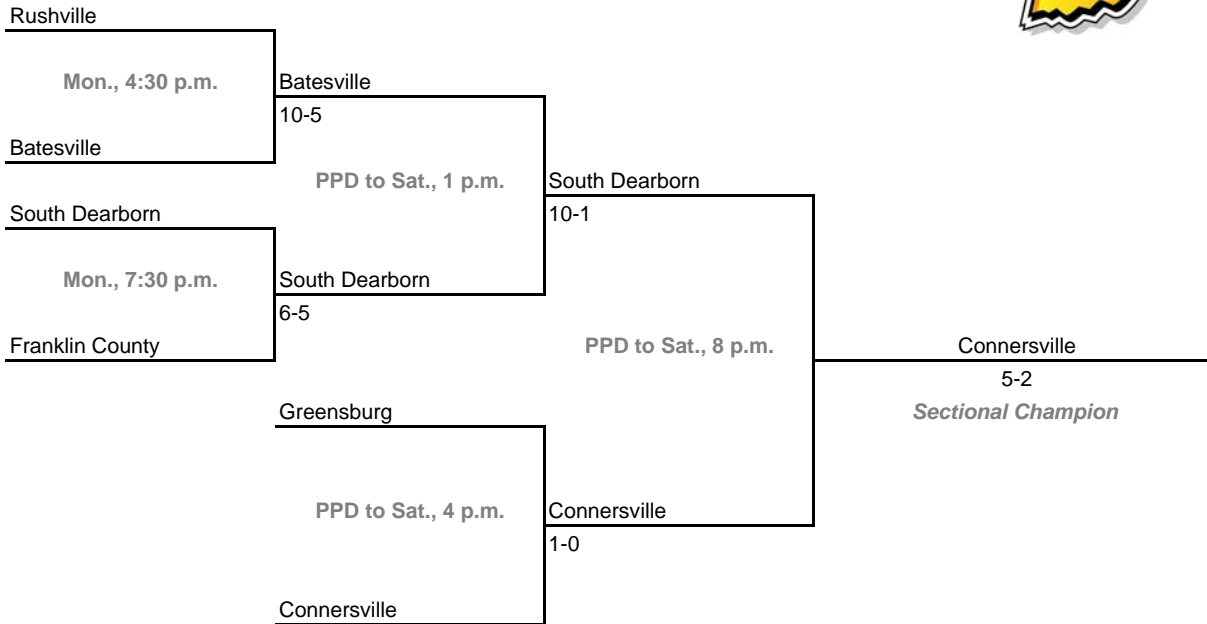 Rushville
Mon., 4:30 p.m.
Batesville
10-5
Batesville
PPD to Sat., 1 p.m.
South Dearborn
10-1
South Dearborn
Mon., 7:30 p.m.
South Dearborn
6-5
Franklin County
PPD to Sat., 8 p.m.
Connersville
5-2
Sectional Champion
Greensburg
PPD to Sat., 4 p.m.
Connersville
1-0
Connersville